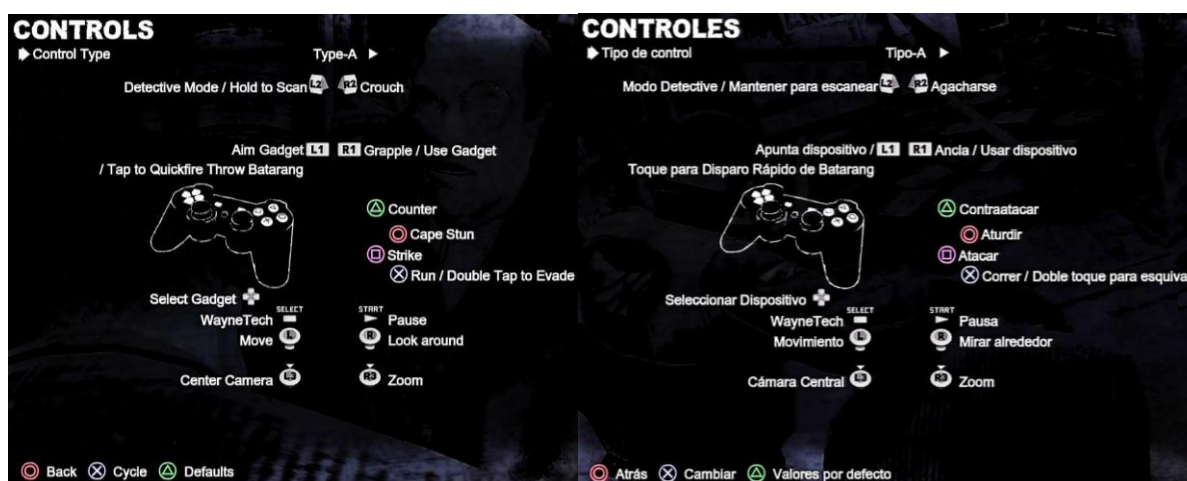 CONTROLS
Control Type Type-A
Detective Mode / Hold to Scan L2 R2 Crouch
Aim Gadget L1 R1 Grapple / Use Gadget
/ Tap to Quickfire Throw Batarang
Counter
Cape Stun
Strike
Run / Double Tap to Evade
Select Gadget
WayneTech SELECT START Pause
Move L R Look around
Center Camera L3 R3 Zoom
Back Cycle Defaults
CONTROLES
Tipo de control Tipo-A
Modo Detective / Mantener para escanear L2 R2 Agacharse
Apunta dispositivo / L1 R1 Ancla / Usar dispositivo
Toque para Disparo Rápido de Batarang
Contraatacar
Aturdir
Atacar
Correr / Doble toque para esquiva
Seleccionar Dispositivo
WayneTech SELECT START Pausa
Movimiento L R Mirar alrededor
Cámara Central L3 R3 Zoom
Atrás Cambiar Valores por defecto